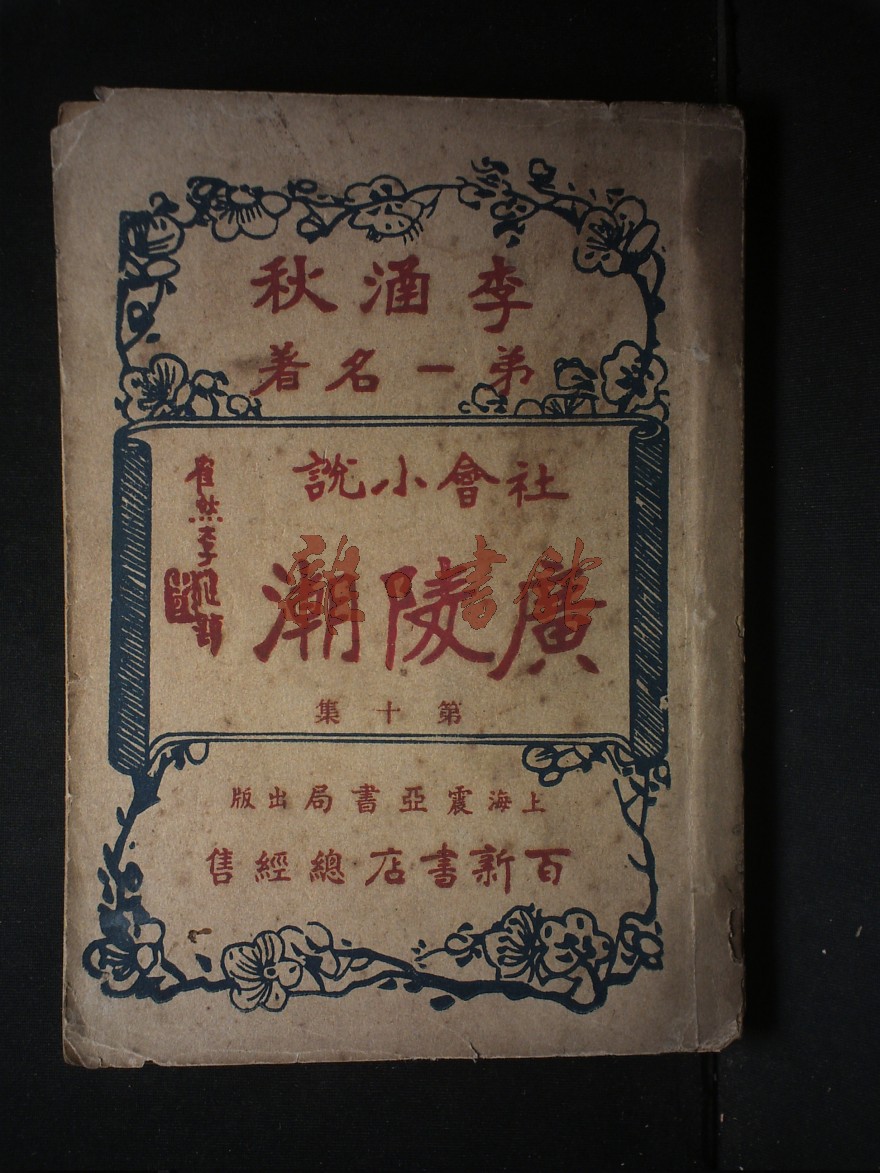 李涵秋
弟一名著
社會小說
廣陵潮
第十集
上海震亞書局出版
百新書店總經售